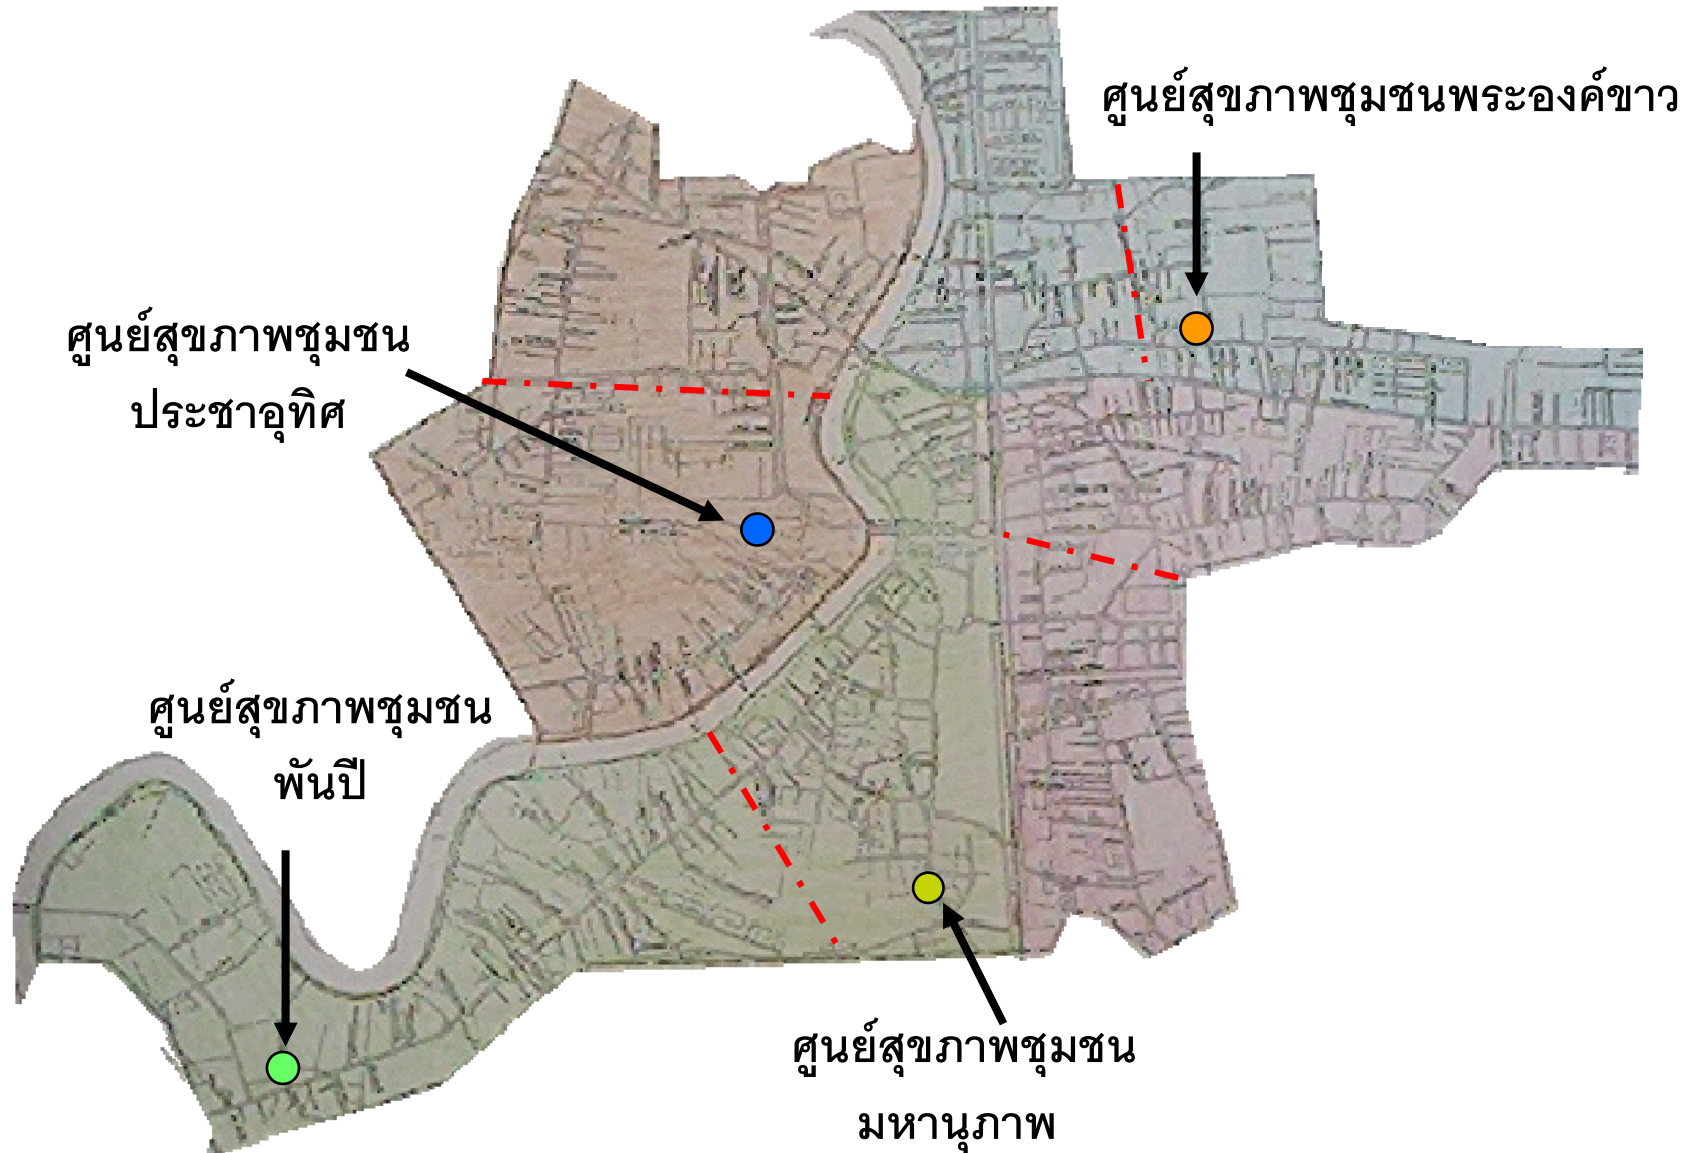 ศูนย์สุขภาพชุมชนพระองค์ขาว
ศูนย์สุขภาพชุมชน
ประชาอุทิศ
ศูนย์สุขภาพชุมชน
พันปี
ศูนย์สุขภาพชุมชน
มหานุภาพ